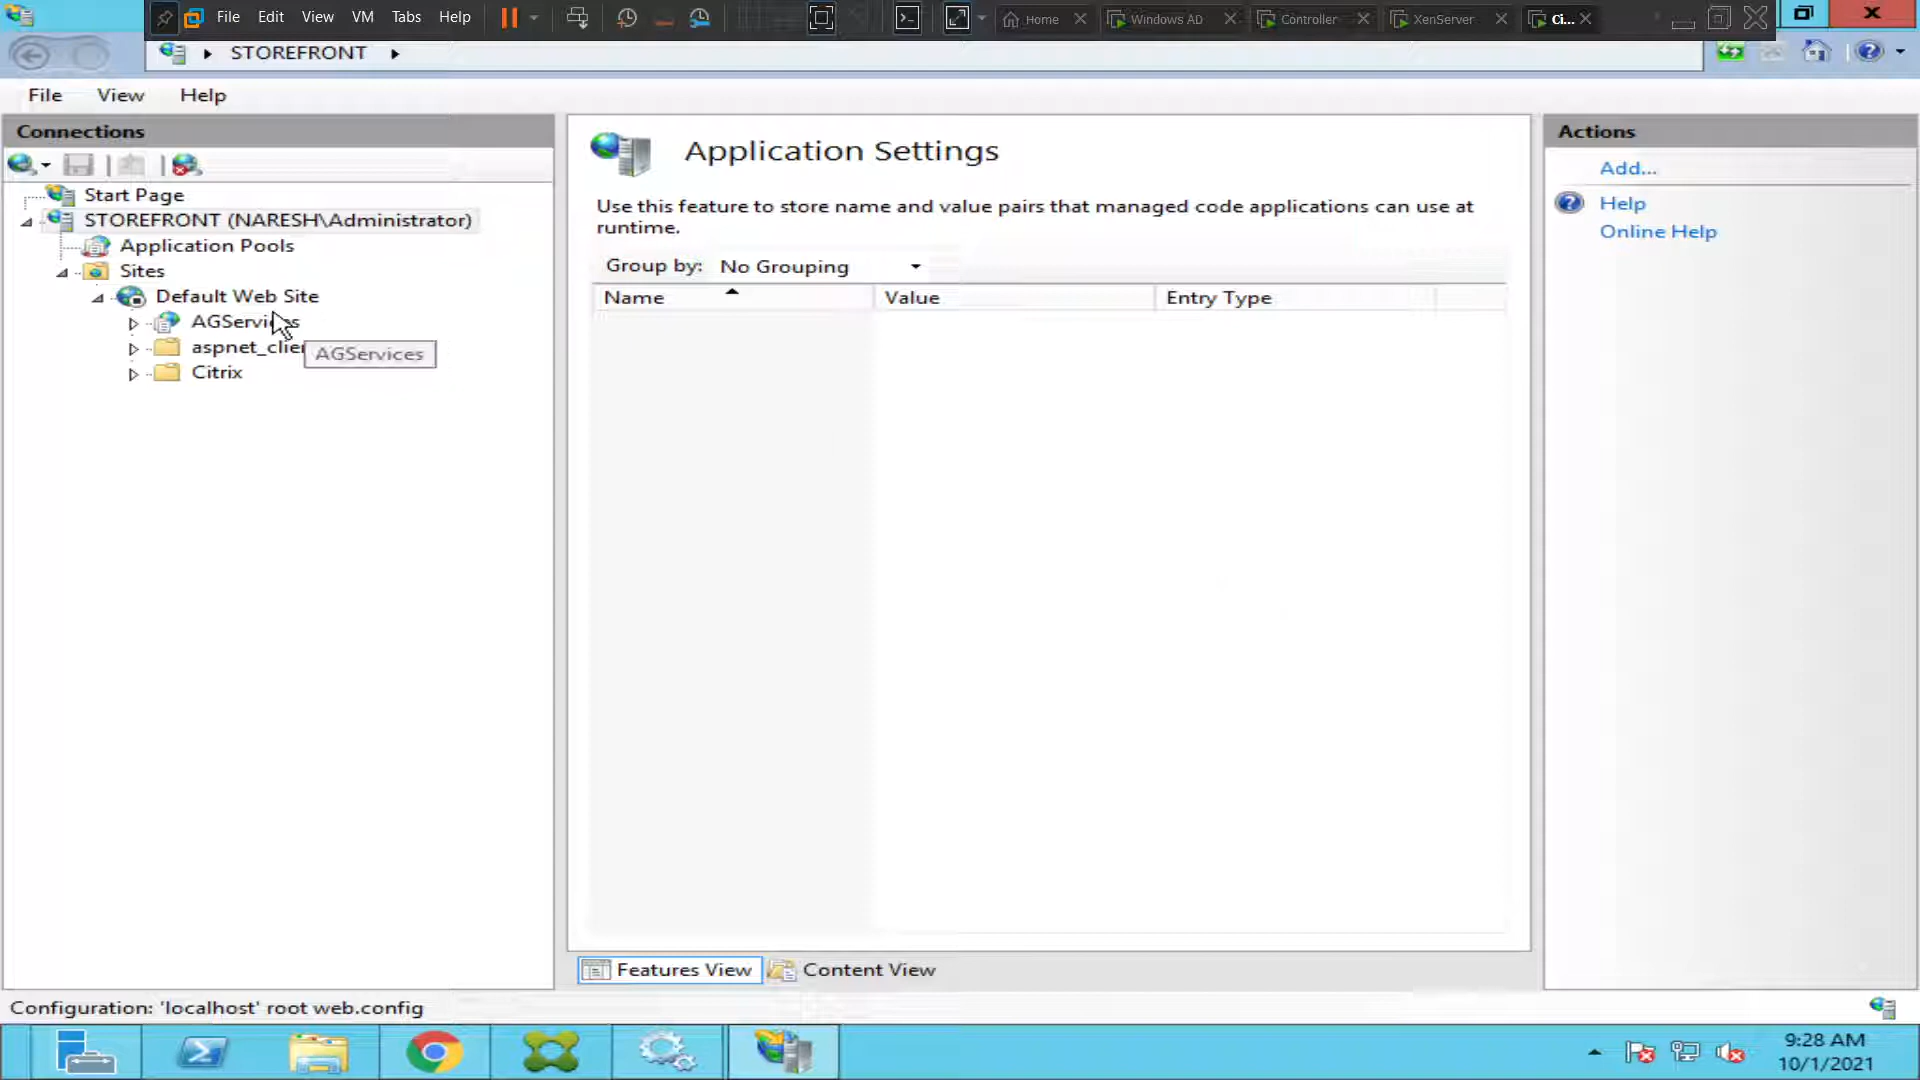 File Edit View VM Tabs Help
Home
Windows AD
Controller
XenServer
Ci...
STOREFRONT
File View Help
Connections
Start Page
STOREFRONT (NARESH\Administrator)
Application Pools
Sites
Default Web Site
AGServices
aspnet_clien
AGServices
Citrix
Application Settings
Use this feature to store name and value pairs that managed code applications can use at
runtime.
Group by: No Grouping
Name Value Entry Type
Features View Content View
Actions
Add...
Help
Online Help
Configuration: 'localhost' root web.config
9:28 AM
10/1/2021